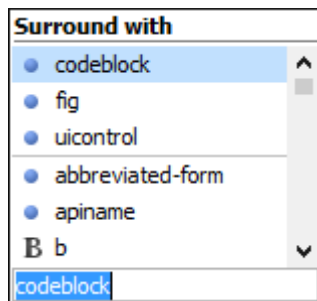 Surround with
codeblock
fig
uicontrol
abbreviated-form
apiname
B b
codeblock